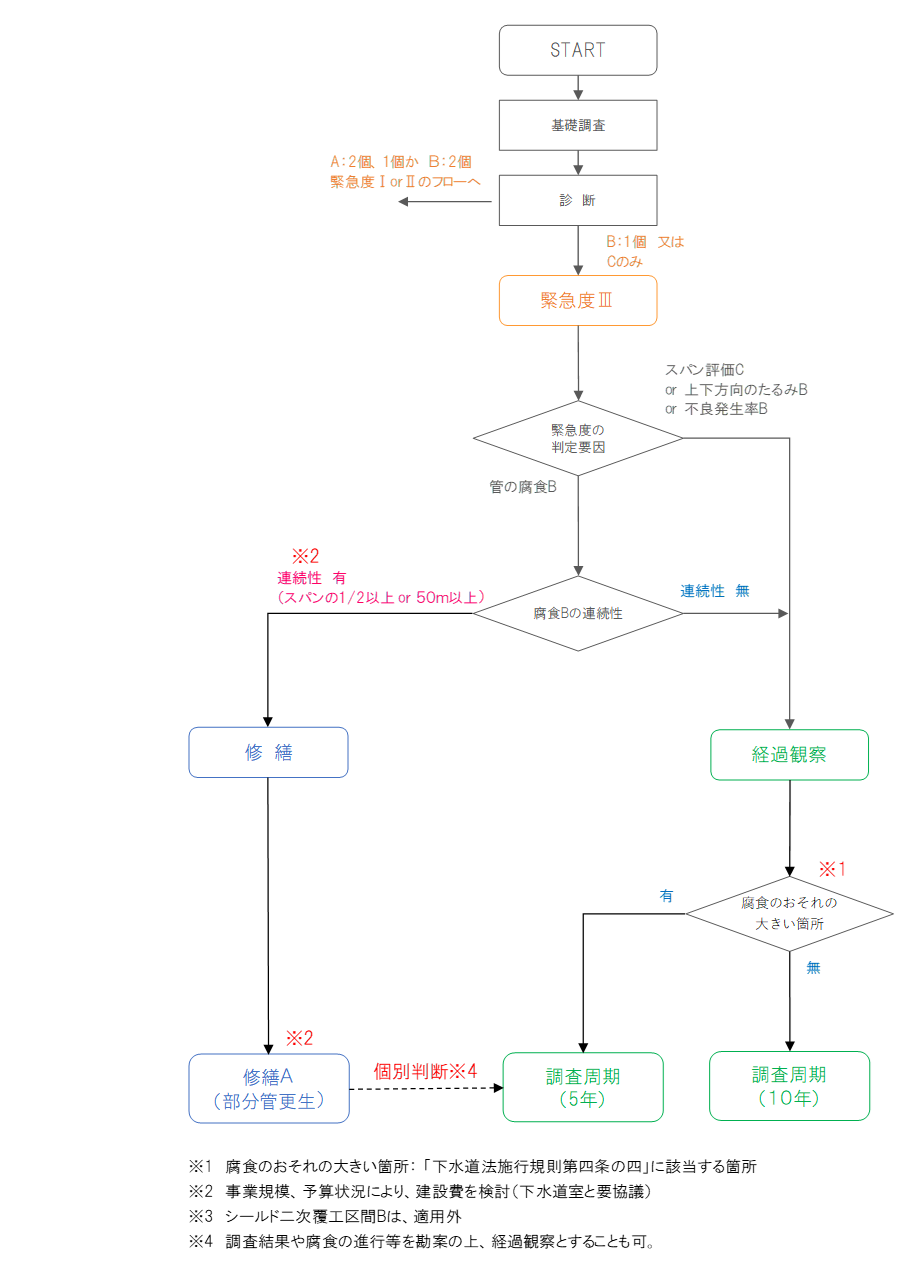 START
基礎調査
A：2個、1個か　B：2個
緊急度ⅠorⅡのフローへ
診　断
B：1個　又は
Cのみ
緊急度Ⅲ
スパン評価C
or 上下方向のたるみB
or 不良発生率B
緊急度の
判定要因
管の腐食B
※2
連続性　有
（スパンの1/2以上 or 50m以上）
腐食Bの連続性
連続性　無
修　繕
経過観察
※1
有
腐食のおそれの
大きい箇所
無
※2
修繕A
（部分管更生）
個別判断※4
調査周期
（5年）
調査周期
（10年）
※1　腐食のおそれの大きい箇所：「下水道法施行規則第四条の四」に該当する箇所
※2　事業規模、予算状況により、建設費を検討（下水道室と要協議）
※3　シールド二次覆工区間Bは、適用外
※4　調査結果や腐食の進行等を勘案の上、経過観察とすることも可。